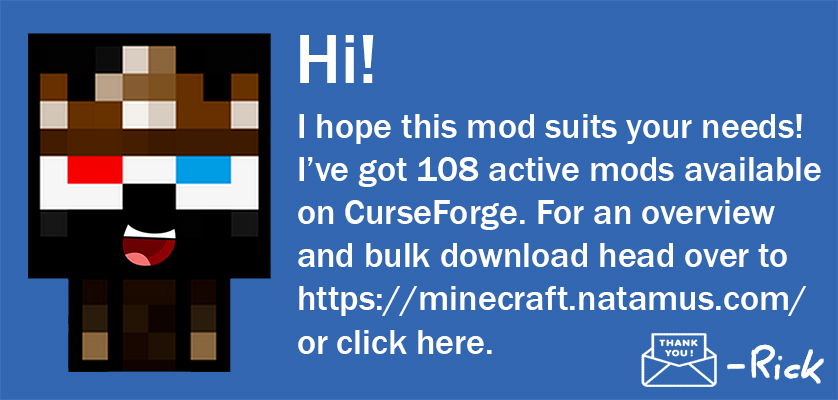 Hi!
I hope this mod suits your needs!
I’ve got 108 active mods available
on CurseForge. For an overview
and bulk download head over to
https://minecraft.natamus.com/
or click here.
THANK
YOU!
-Rick